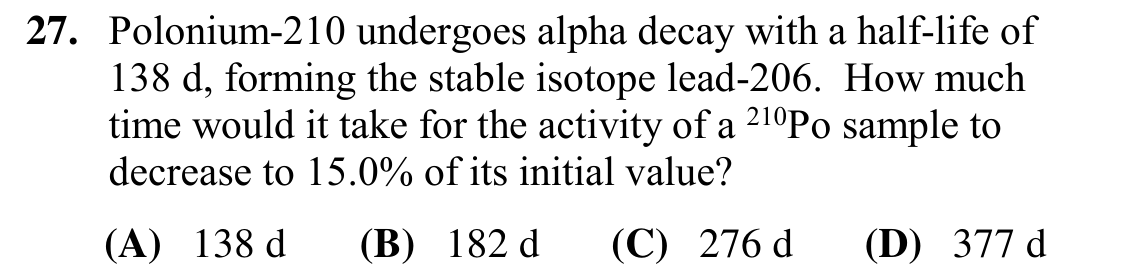 27. Polonium-210 undergoes alpha decay with a half-life of
138 d, forming the stable isotope lead-206. How much
time would it take for the activity of a ²¹⁰Po sample to
decrease to 15.0% of its initial value?
(A) 138 d (B) 182 d (C) 276 d (D) 377 d